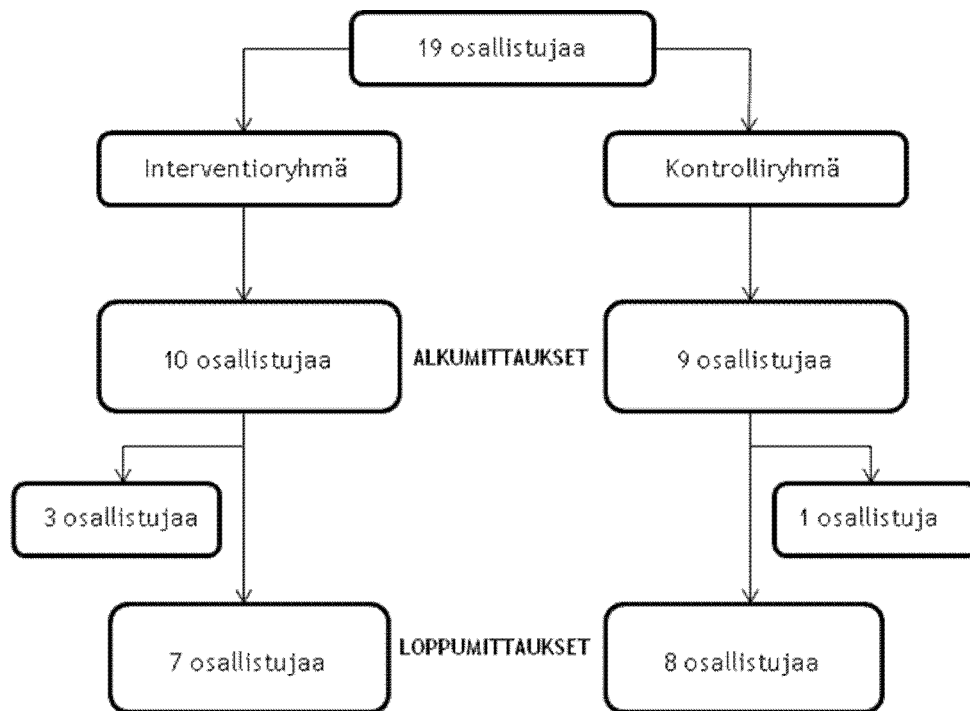 19 osallistujaa
Interventioryhmä
Kontrolliryhmä
10 osallistujaa
ALKUMITTAUKSET
9 osallistujaa
3 osallistujaa
1 osallistuja
7 osallistujaa
LOPPUMITTAUKSET
8 osallistujaa